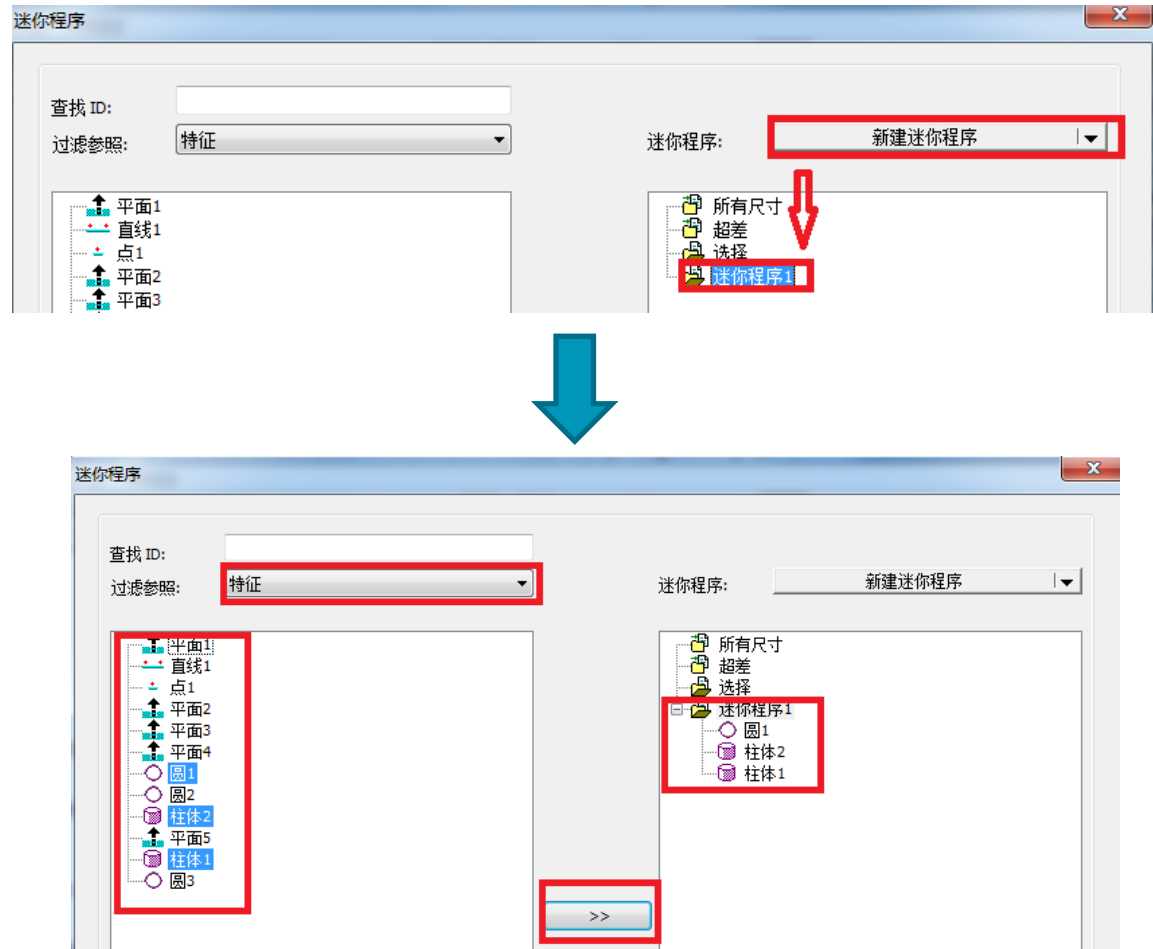 迷你程序
X
查找 ID:
过滤参照: 特征 迷你程序: 新建迷你程序
平面1
直线1
点1
平面2
平面3
所有尺寸
超差
选择
迷你程序1
迷你程序
X
查找 ID:
过滤参照: 特征 迷你程序: 新建迷你程序
平面1
直线1
点1
平面2
平面3
平面4
圆1
圆2
柱体2
平面5
柱体1
圆3
>>
所有尺寸
超差
选择
迷你程序1
圆1
柱体2
柱体1